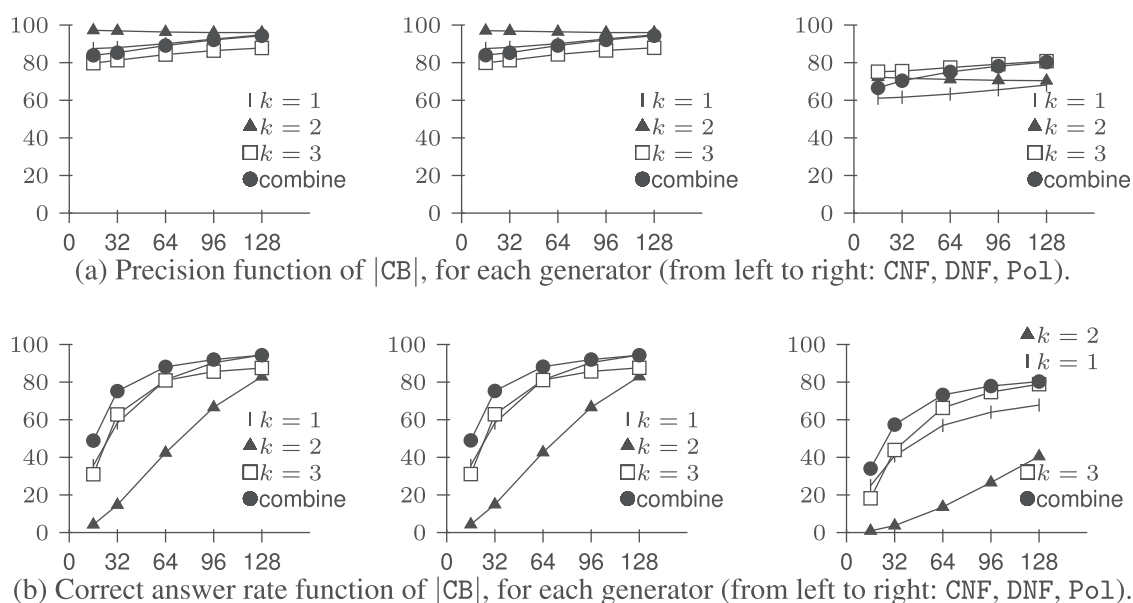 100
80
60
40
20
0
0 32 64 96 128
k = 1
k = 2
k = 3
combine
100
80
60
40
20
0
0 32 64 96 128
k = 1
k = 2
k = 3
combine
100
80
60
40
20
0
0 32 64 96 128
k = 1
k = 2
k = 3
combine
(a) Precision function of |CB|, for each generator (from left to right: CNF, DNF, Pol).
100
80
60
40
20
0
0 32 64 96 128
k = 1
k = 2
k = 3
combine
100
80
60
40
20
0
0 32 64 96 128
k = 1
k = 2
k = 3
combine
100
80
60
40
20
0
0 32 64 96 128
k = 2
k = 1
k = 3
combine
(b) Correct answer rate function of |CB|, for each generator (from left to right: CNF, DNF, Pol).